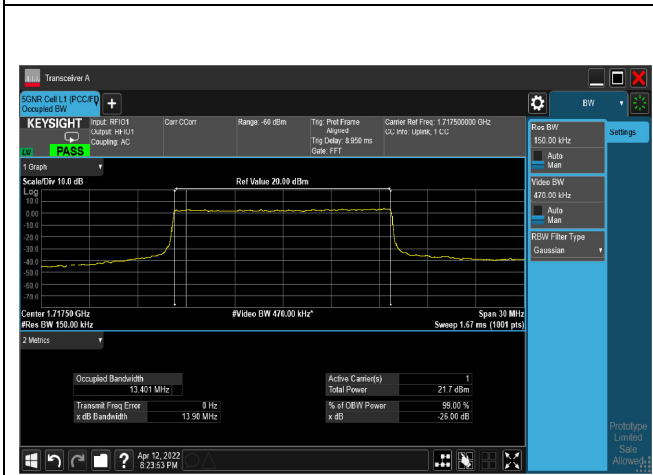 Transceiver A
5GNR Cell L1 (PCC/FD
Occupied BW
+
BW
KEYSIGHT
LNI
PASS
Input: RFIO1
Output: RFIO1
Coupling: AC
Corr CCorr
Range: -60 dBm
Trig: Prot Frame
Aligned
Trig Delay: 8.950 ms
Gate: FFT
Carrier Ref Freq: 1.717500000 GHz
CC Info: Uplink, 1 CC
Res BW
150.00 kHz
Auto
Man
Settings
Video BW
470.00 kHz
Auto
Man
RBW Filter Type
Gaussian
1 Graph
Scale/Div 10.0 dB
Ref Value 20.00 dBm
Log
10.0
0.00
-10.0
-20.0
-30.0
-40.0
-50.0
-60.0
-70.0
Center 1.71750 GHz
#Video BW 470.00 kHz*
Span 30 MHz
#Res BW 150.00 kHz
Sweep 1.67 ms (1001 pts)
2 Metrics
Occupied Bandwidth
13.401 MHz
Active Carrier(s) 1
Total Power 21.7 dBm
Transmit Freq Error 0 Hz
x dB Bandwidth 13.90 MHz
% of OBW Power 99.00 %
x dB -26.00 dB
Prototype
Limited
Sale
Allowed
?
Apr 12, 2022
8:23:53 PM